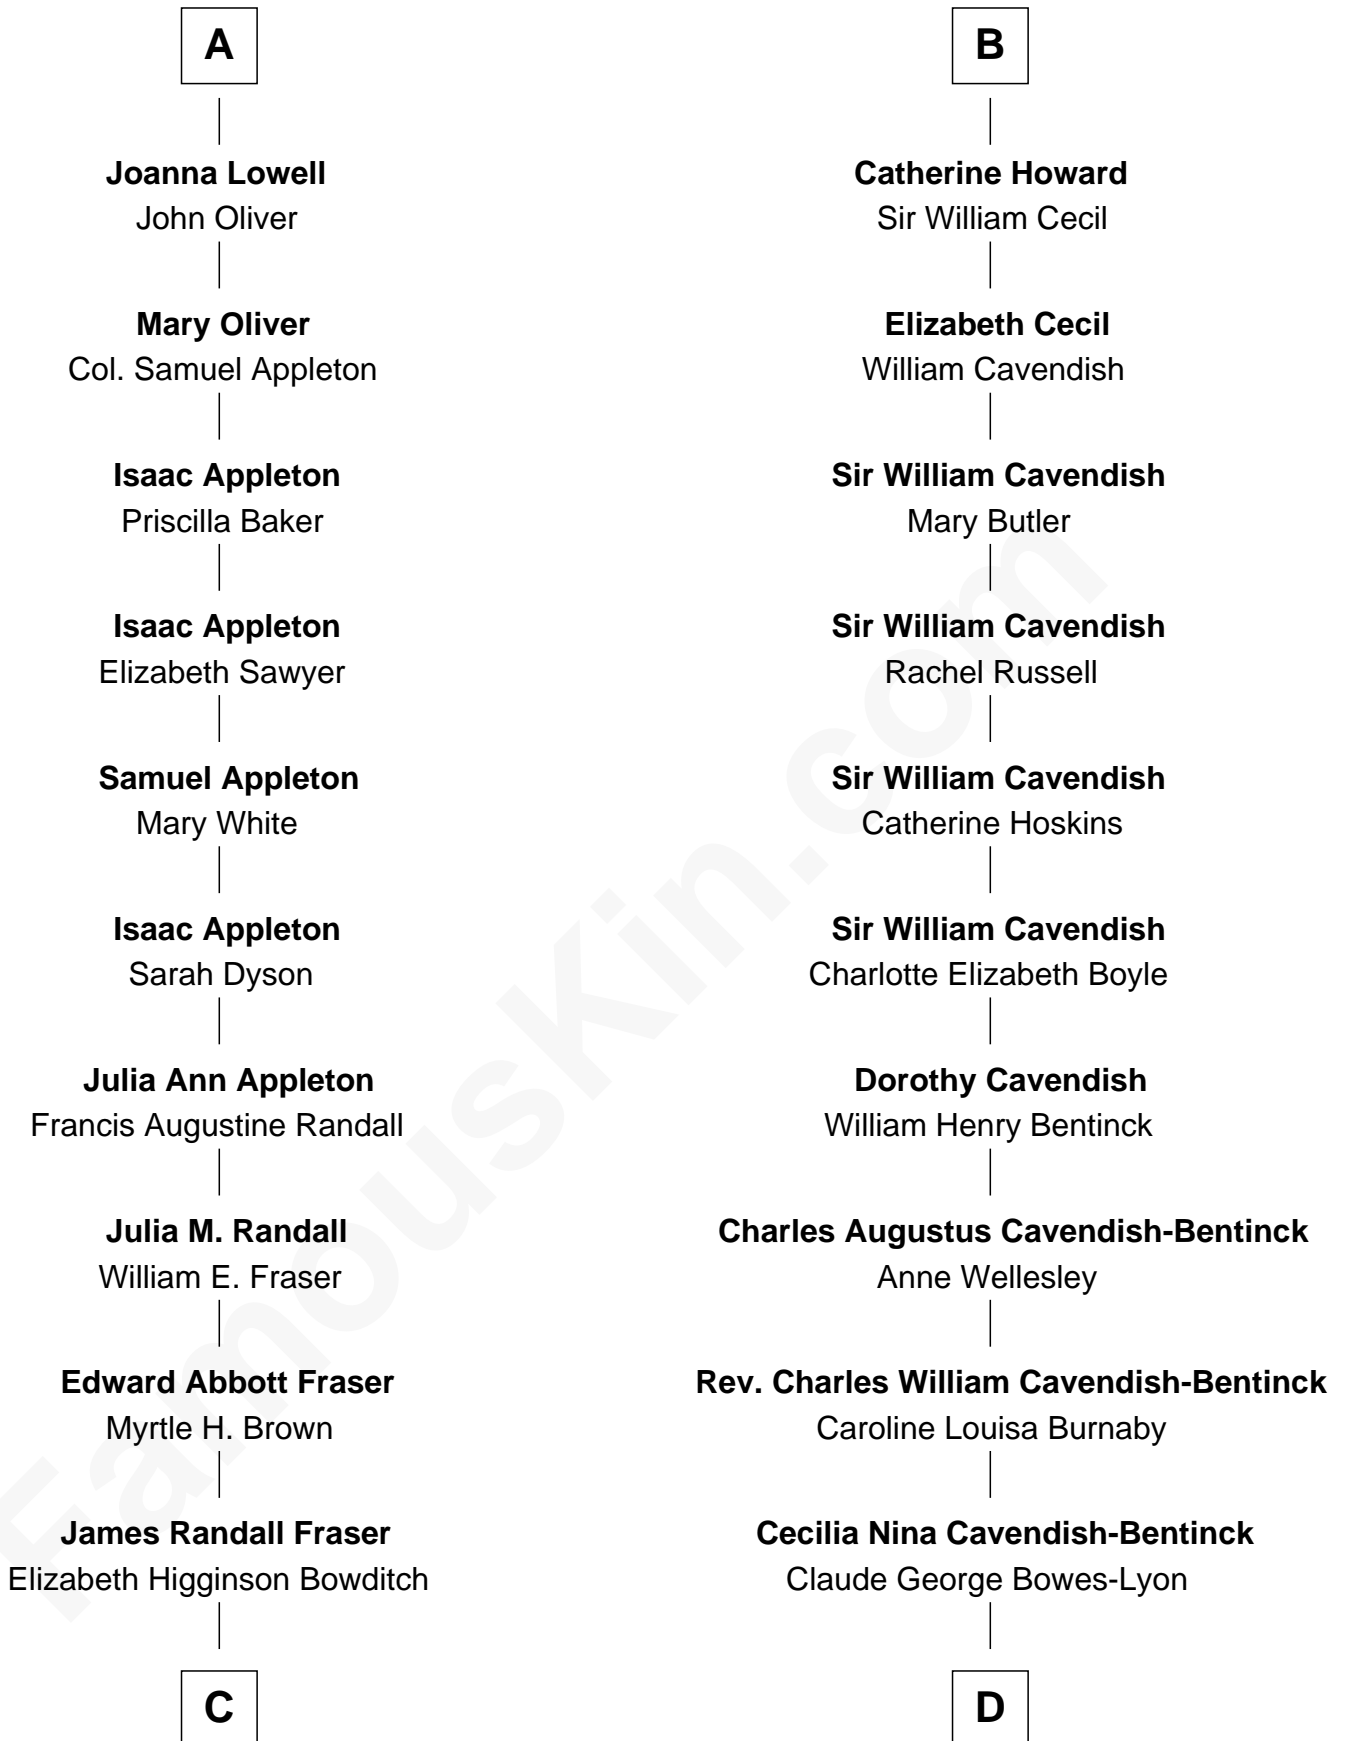 A
Joanna Lowell
John Oliver
Mary Oliver
Col. Samuel Appleton
Isaac Appleton
Priscilla Baker
Isaac Appleton
Elizabeth Sawyer
Samuel Appleton
Mary White
Isaac Appleton
Sarah Dyson
Julia Ann Appleton
Francis Augustine Randall
Julia M. Randall
William E. Fraser
Edward Abbott Fraser
Myrtle H. Brown
James Randall Fraser
Elizabeth Higginson Bowditch
C
B
Catherine Howard
Sir William Cecil
Elizabeth Cecil
William Cavendish
Sir William Cavendish
Mary Butler
Sir William Cavendish
Rachel Russell
Sir William Cavendish
Catherine Hoskins
Sir William Cavendish
Charlotte Elizabeth Boyle
Dorothy Cavendish
William Henry Bentinck
Charles Augustus Cavendish-Bentinck
Anne Wellesley
Rev. Charles William Cavendish-Bentinck
Caroline Louisa Burnaby
Cecilia Nina Cavendish-Bentinck
Claude George Bowes-Lyon
D
FamousKin.com